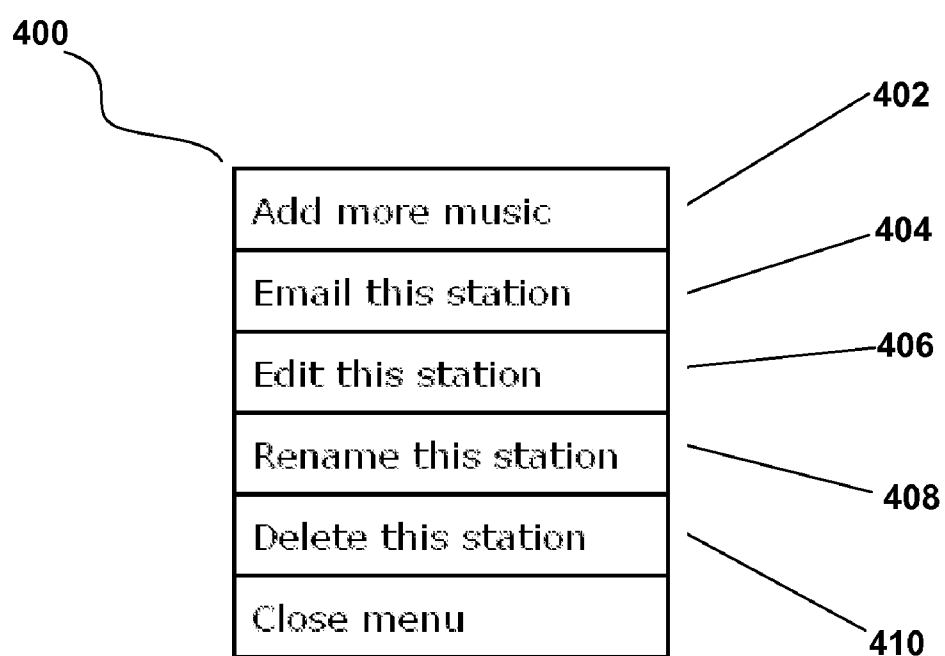 400
402
Add more music
404
Email this station
406
Edit this station
Rename this station
408
Delete this station
Close menu
410